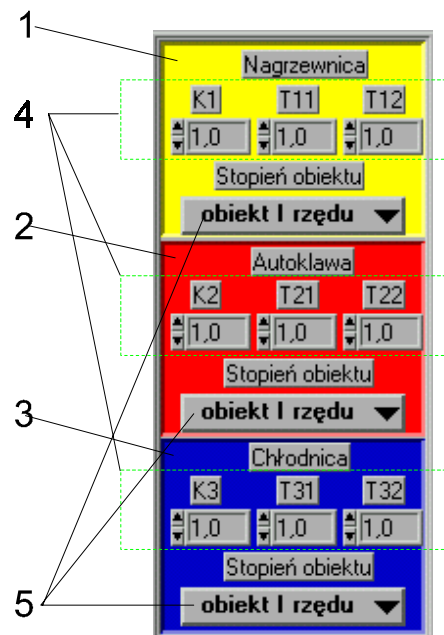 1
Nagrzewnica
4
K1 T11 T12
1,0 1,0 1,0
Stopień obiektu
obiekt I rzędu
2
Autoklawa
K2 T21 T22
1,0 1,0 1,0
Stopień obiektu
obiekt I rzędu
3
Chłodnica
K3 T31 T32
1,0 1,0 1,0
Stopień obiektu
5
obiekt I rzędu